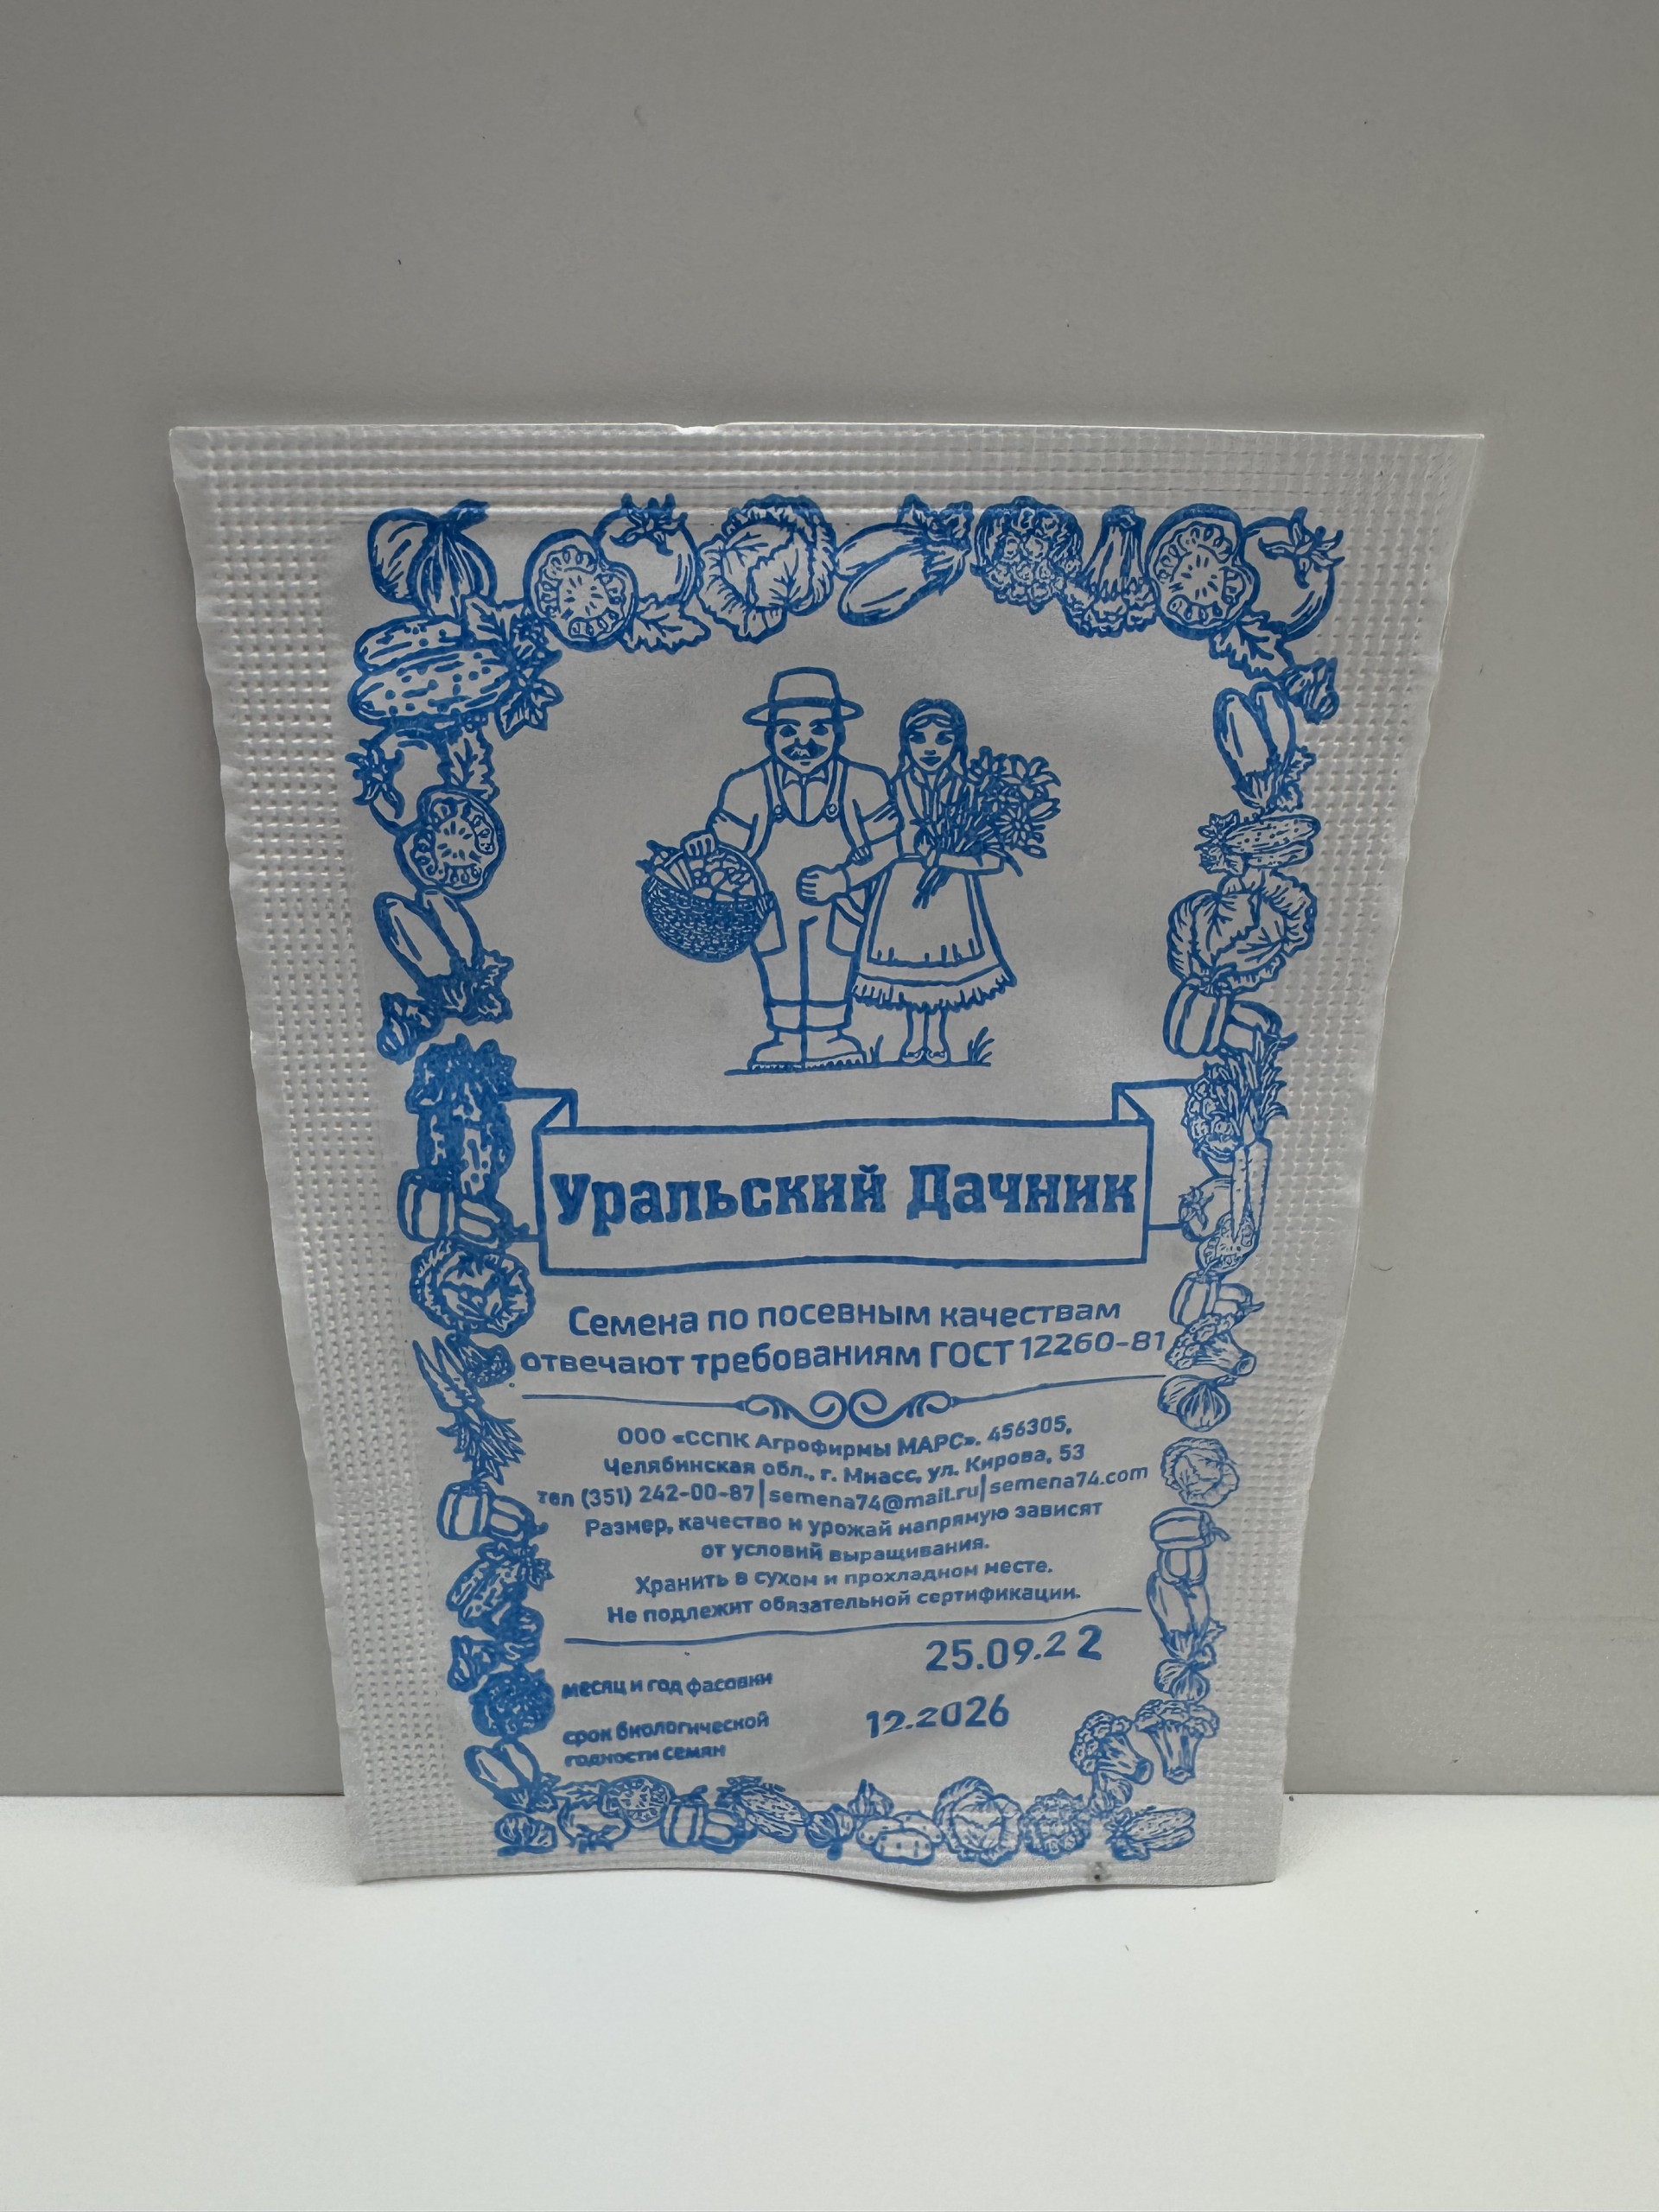 Уральский Дачник
Семена по посевным качествам
отвечают требованиям ГОСТ 12260-81
ООО «ССПК Агрофирмы МАРС». 456305,
Челябинская обл., г. Миасс, ул. Кирова, 53
тел (351) 242-00-87|semena74@mail.ru|semena74.com
Размер, качество и урожай напрямую зависят
от условий выращивания.
Хранить в сухом и прохладном месте.
Не подлежит обязательной сертификации.
25.09.22
месяц и год фасовки
срок биологической 12.2026
годности семян